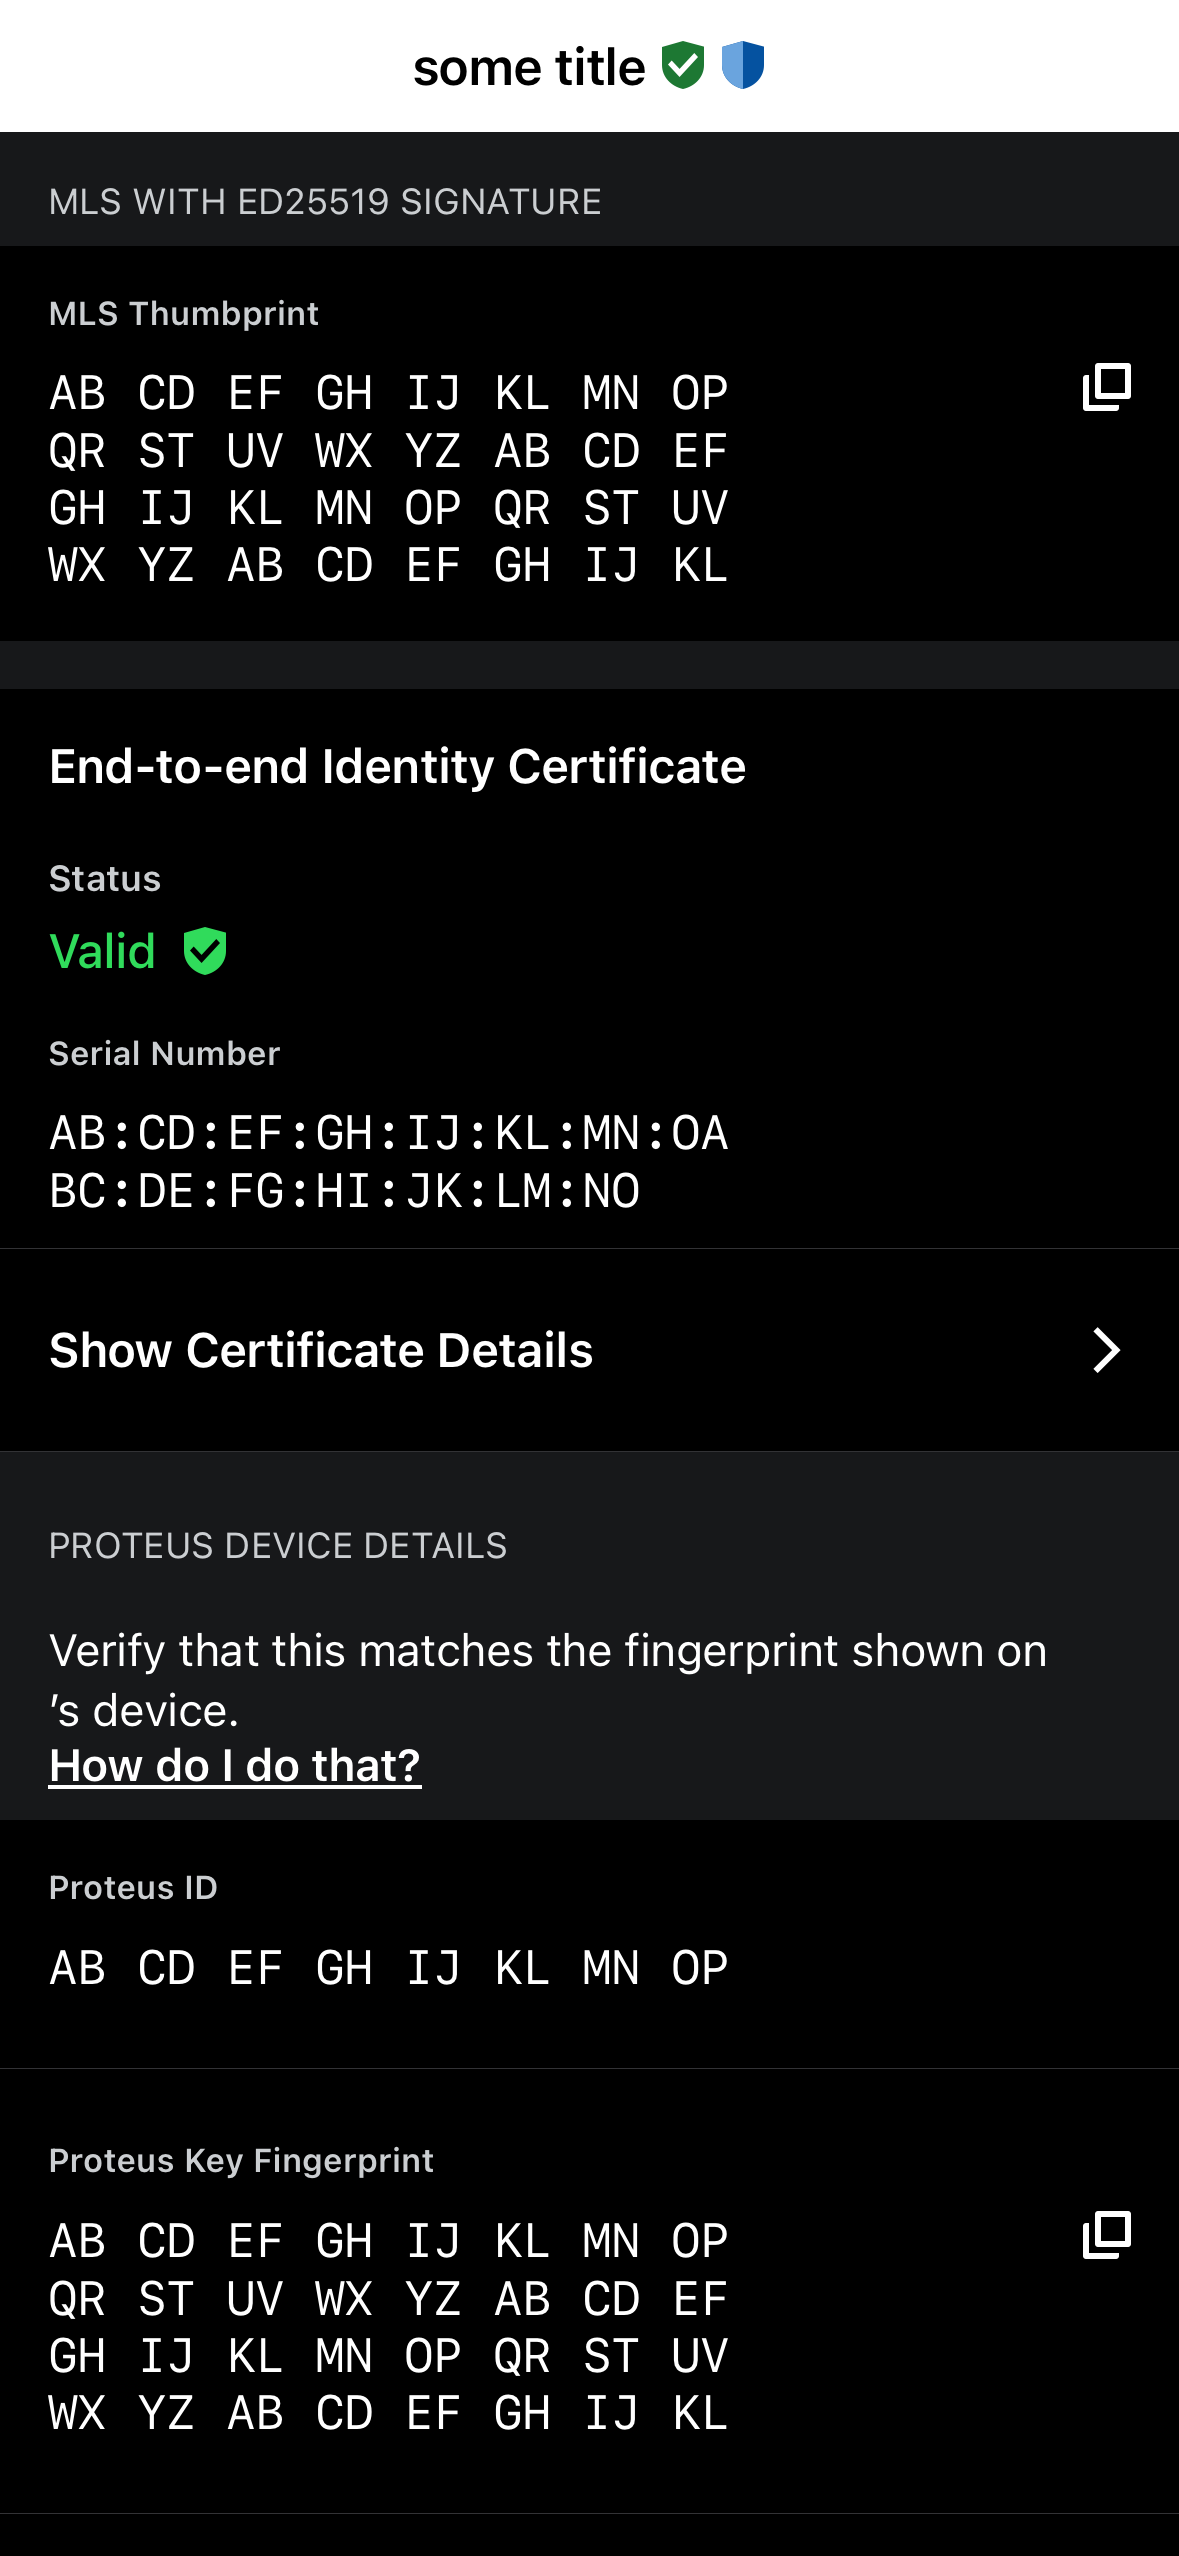 some title
MLS WITH ED25519 SIGNATURE
MLS Thumbprint
AB CD EF GH IJ KL MN OP
QR ST UV WX YZ AB CD EF
GH IJ KL MN OP QR ST UV
WX YZ AB CD EF GH IJ KL
End-to-end Identity Certificate
Status
Valid
Serial Number
AB:CD:EF:GH:IJ:KL:MN:OA
BC:DE:FG:HI:JK:LM:NO
Show Certificate Details
PROTEUS DEVICE DETAILS
Verify that this matches the fingerprint shown on
’s device.
How do I do that?
Proteus ID
AB CD EF GH IJ KL MN OP
Proteus Key Fingerprint
AB CD EF GH IJ KL MN OP
QR ST UV WX YZ AB CD EF
GH IJ KL MN OP QR ST UV
WX YZ AB CD EF GH IJ KL